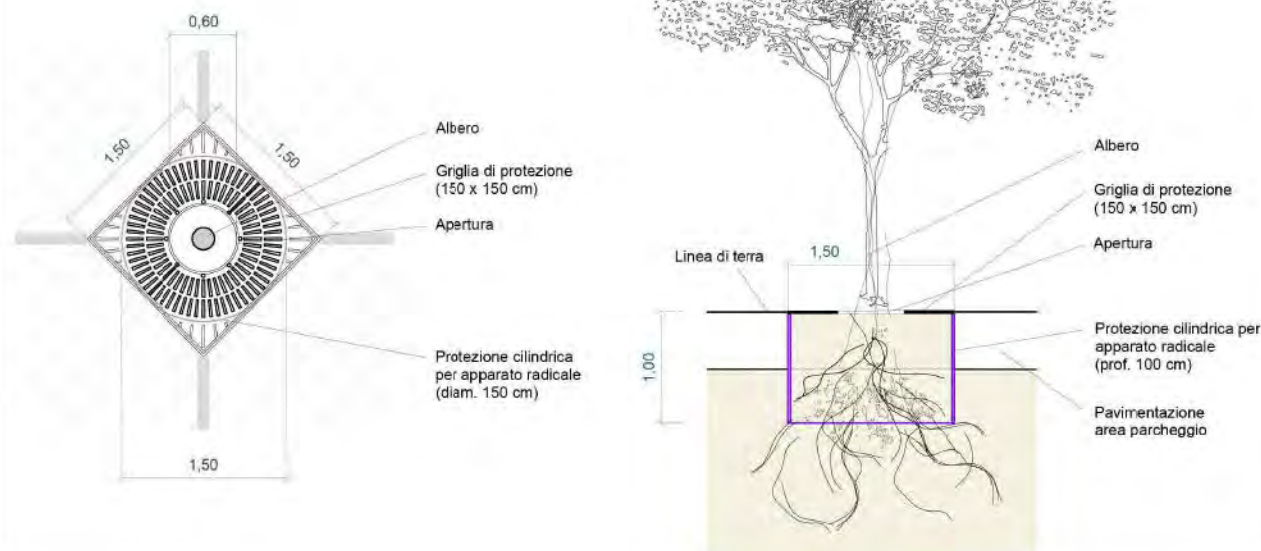 0,60
1,50
1,50
Albero
Griglia di protezione
(150 x 150 cm)
Apertura
Protezione cilindrica
per apparato radicale
(diam. 150 cm)
1,50
Albero
Griglia di protezione
(150 x 150 cm)
Apertura
Linea di terra
1,50
1,00
Protezione cilindrica per
apparato radicale
(prof. 100 cm)
Pavimentazione
area parcheggio